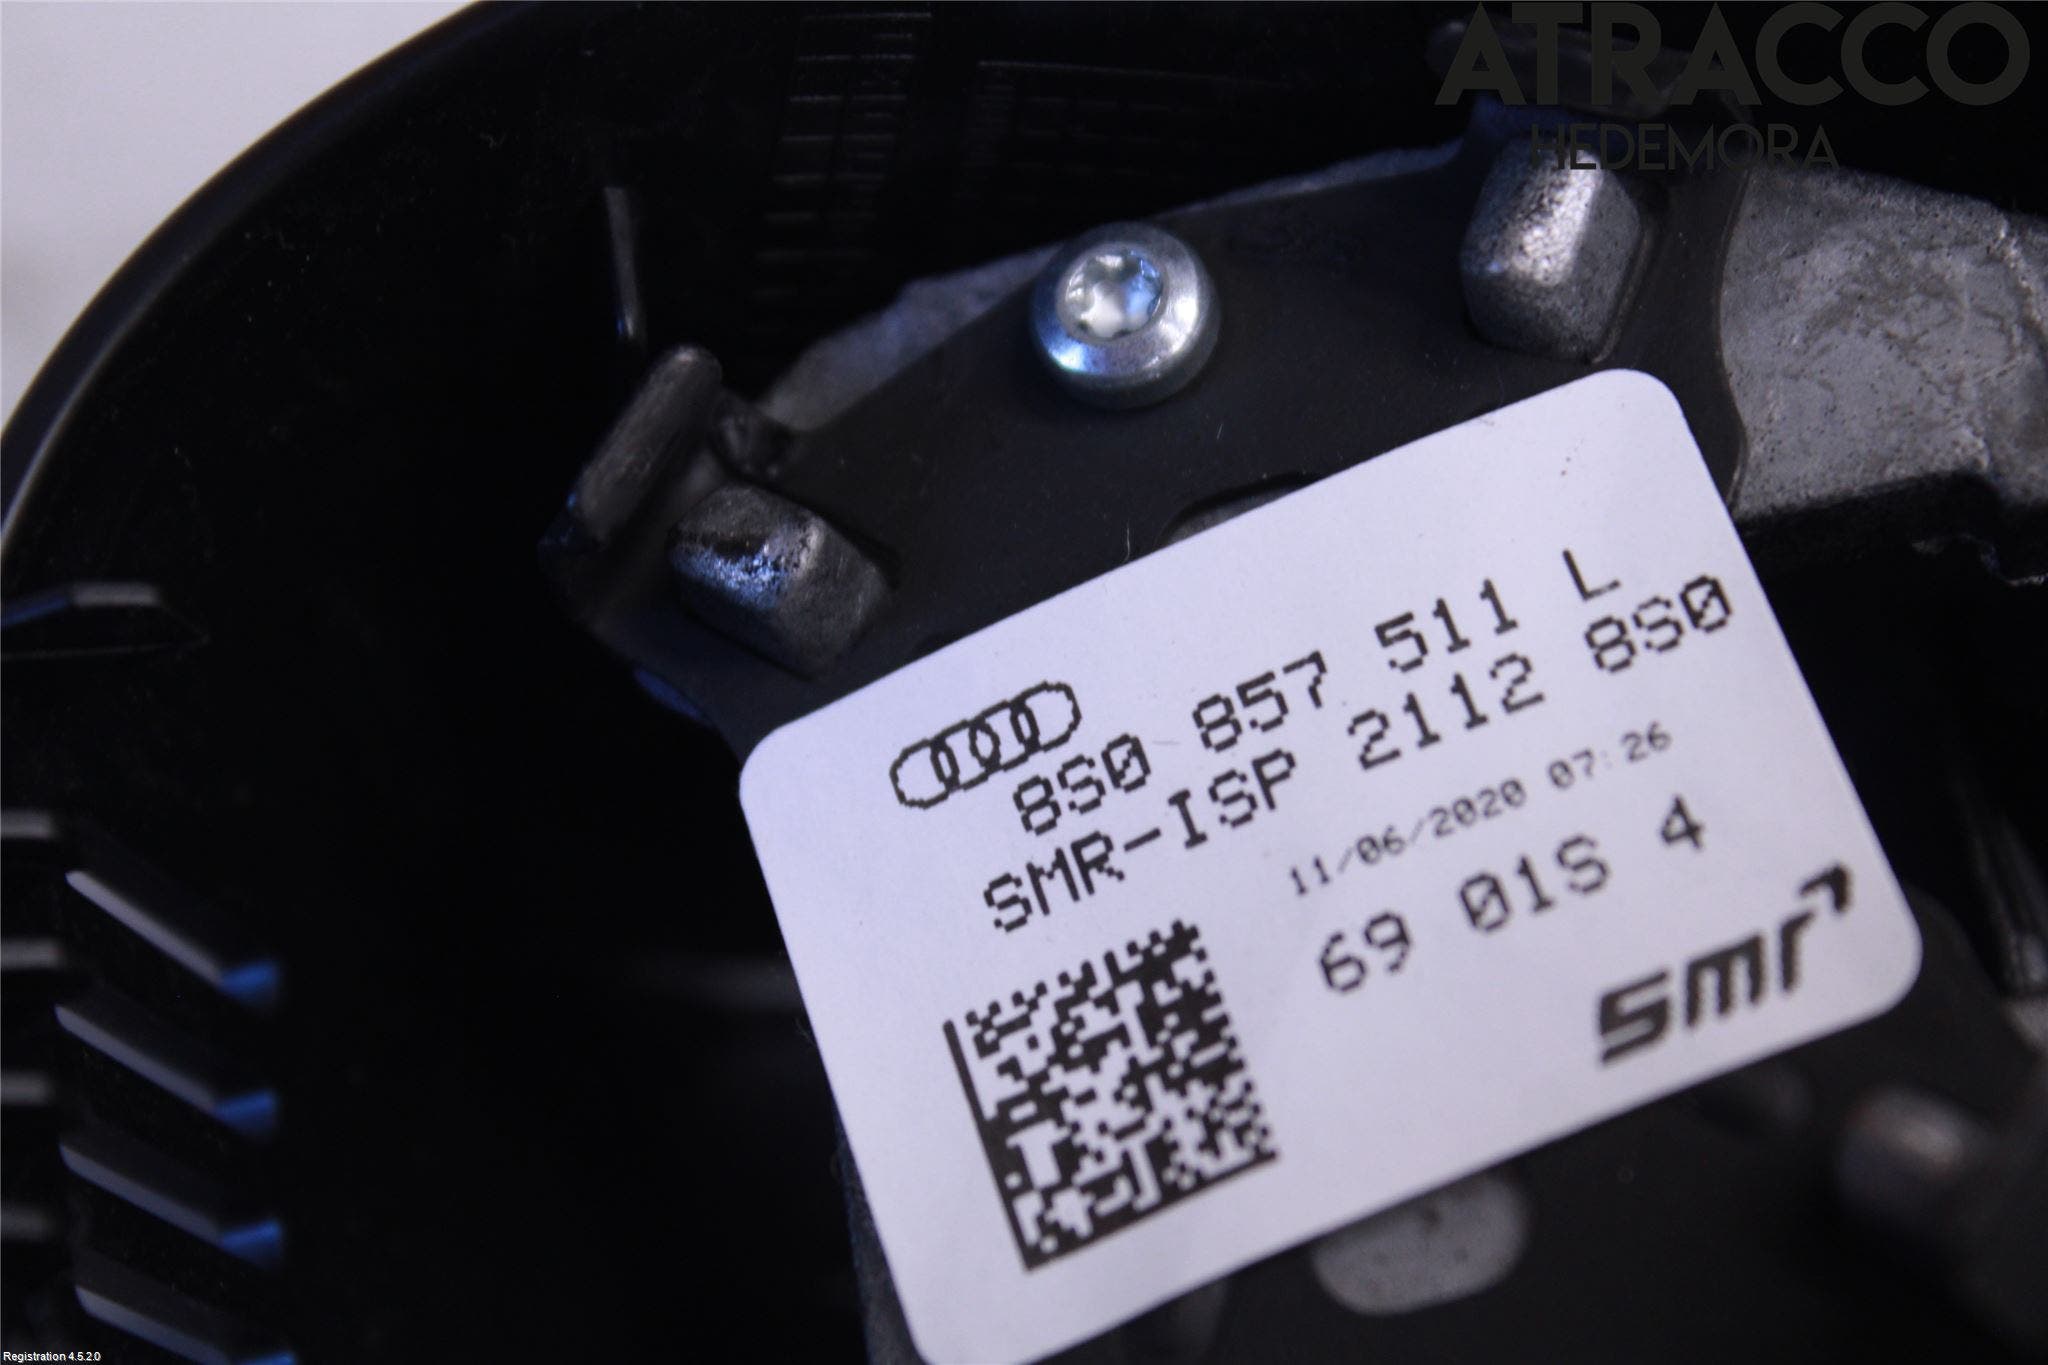 ATRACCO
HEDEMORA
8S0 857 511 L
SMR-ISP 2112 8S0
11/06/2020 07:26
69 01S 4
smr
Registration 4.5.2.0